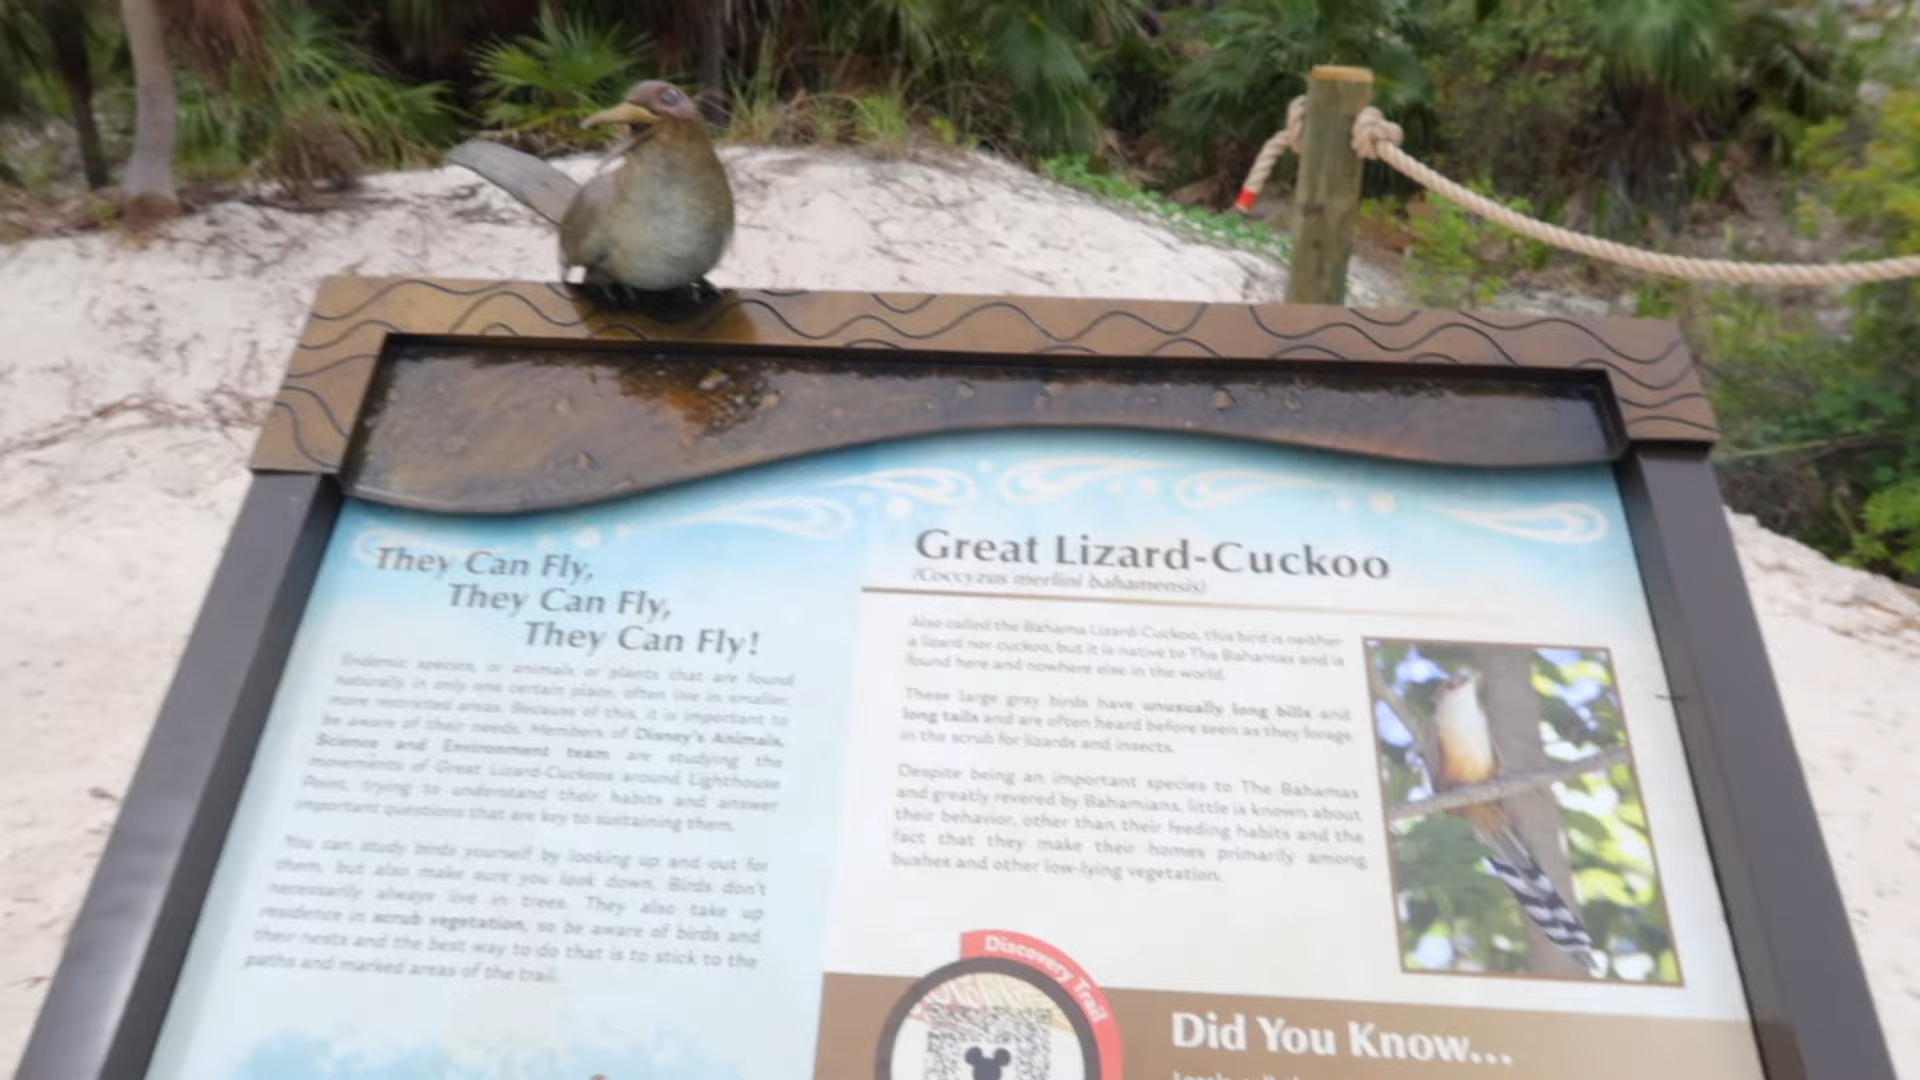 They Can Fly,
They Can Fly,
They Can Fly!
Endemic species, or animals or plants that are found
naturally in only one certain place, often live in smaller,
more restricted areas. Because of this, it is important to
be aware of their needs. Members of Disney's Animals,
Science and Environment team are studying the
movements of Great Lizard-Cuckoos around Lighthouse
Point, trying to understand their habits and answer
important questions that are key to sustaining them.
You can study birds yourself by looking up and out for
them, but also make sure you look down. Birds don't
necessarily always live in trees. They also take up
residence in scrub vegetation, so be aware of birds and
their nests and the best way to do that is to stick to the
paths and marked areas of the trail.
Great Lizard-Cuckoo
(Coccyzus merlini bahamensis)
Also called the Bahama Lizard-Cuckoo, this bird is neither
a lizard nor cuckoo, but it is native to The Bahamas and is
found here and nowhere else in the world.
These large gray birds have unusually long bills and
long tails and are often heard before seen as they forage
in the scrub for lizards and insects.
Despite being an important species to The Bahamas
and greatly revered by Bahamians, little is known about
their behavior, other than their feeding habits and the
fact that they make their homes primarily among
bushes and other low-lying vegetation.
Discovery Trail
Did You Know...